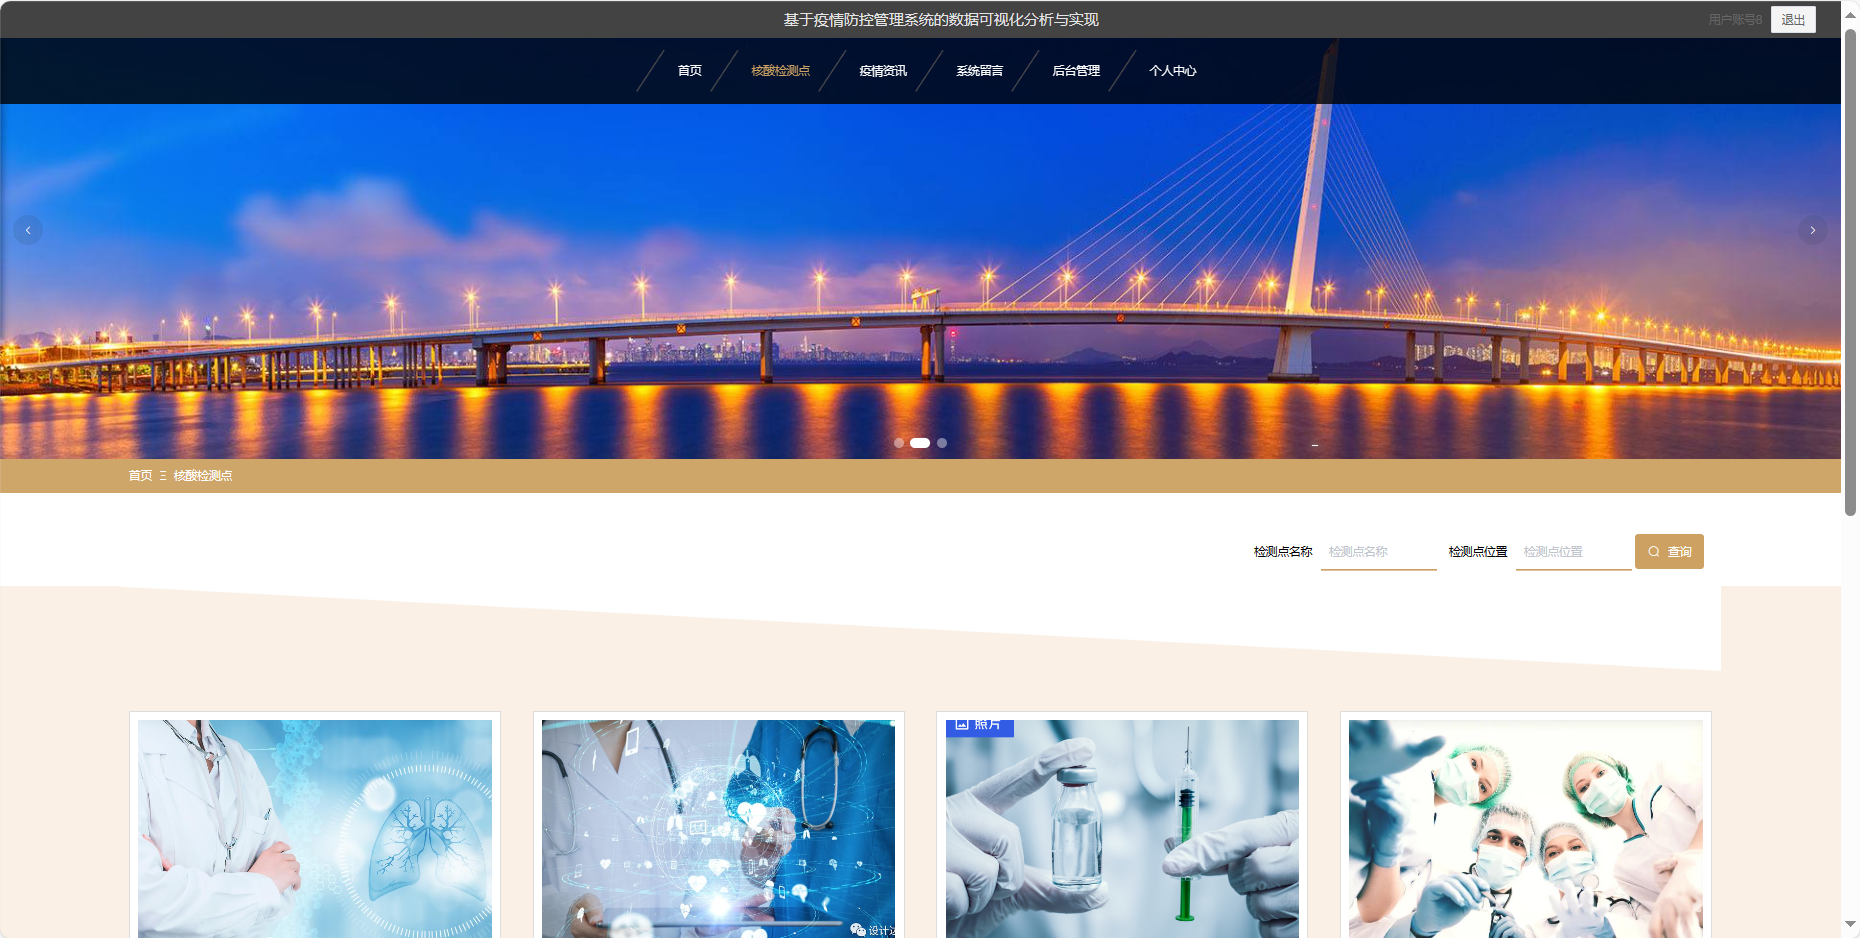 基于疫情防控管理系统的数据可视化分析与实现
用户账号8 退出
首页 核酸检测点 疫情资讯 系统留言 后台管理 个人中心
首页 核酸检测点
检测点名称 检测点名称 检测点位置 检测点位置 查询
照片